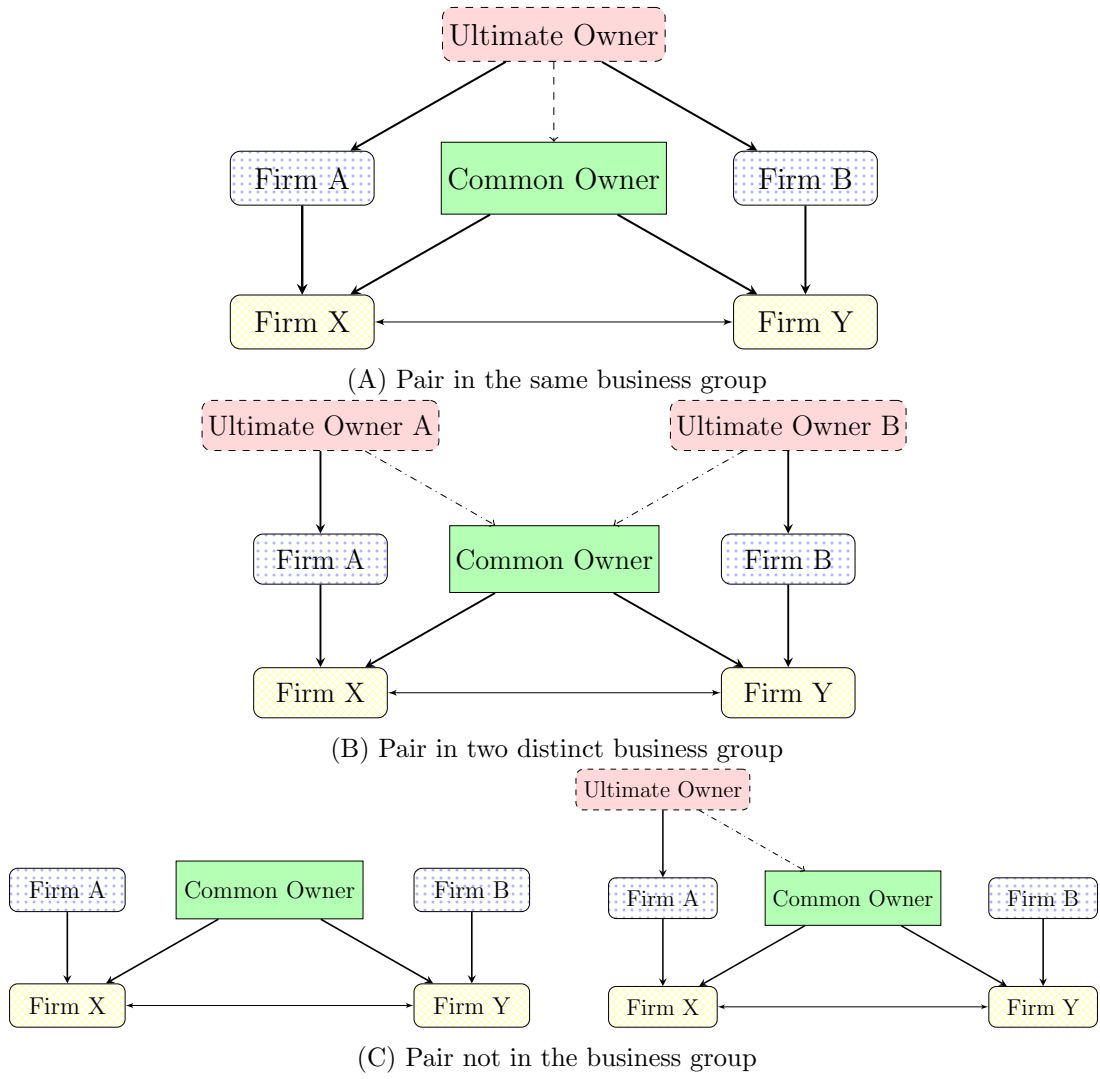 Ultimate Owner
Firm A
Common Owner
Firm B
Firm X
Firm Y
(A) Pair in the same business group
Ultimate Owner A
Ultimate Owner B
Firm A
Common Owner
Firm B
Firm X
Firm Y
(B) Pair in two distinct business group
Firm A
Common Owner
Firm B
Firm X
Firm Y
Ultimate Owner
Firm A
Common Owner
Firm B
Firm X
Firm Y
(C) Pair not in the business group